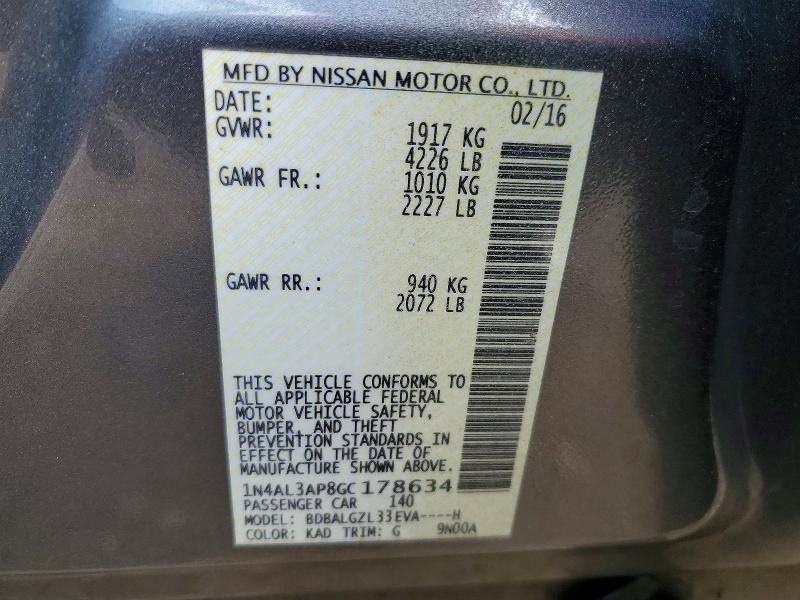 MFD BY NISSAN MOTOR CO., LTD.
DATE: 02/16
GVWR: 1917 KG
4226 LB
GAWR FR.: 1010 KG
2227 LB
GAWR RR.: 940 KG
2072 LB
THIS VEHICLE CONFORMS TO
ALL APPLICABLE FEDERAL
MOTOR VEHICLE SAFETY,
BUMPER, AND THEFT
PREVENTION STANDARDS IN
EFFECT ON THE DATE OF
MANUFACTURE SHOWN ABOVE.
1N4AL3AP8GC178634
PASSENGER CAR 140
MODEL: BDBALGZL33EVA----H
COLOR: KAD TRIM: G 9N00A